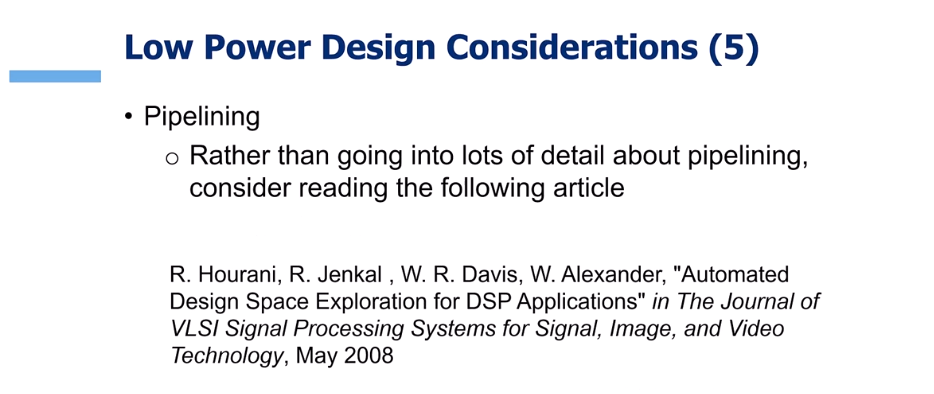 Low Power Design Considerations (5)
• Pipelining
o Rather than going into lots of detail about pipelining,
consider reading the following article
R. Hourani, R. Jenkal , W. R. Davis, W. Alexander, "Automated
Design Space Exploration for DSP Applications" in The Journal of
VLSI Signal Processing Systems for Signal, Image, and Video
Technology, May 2008